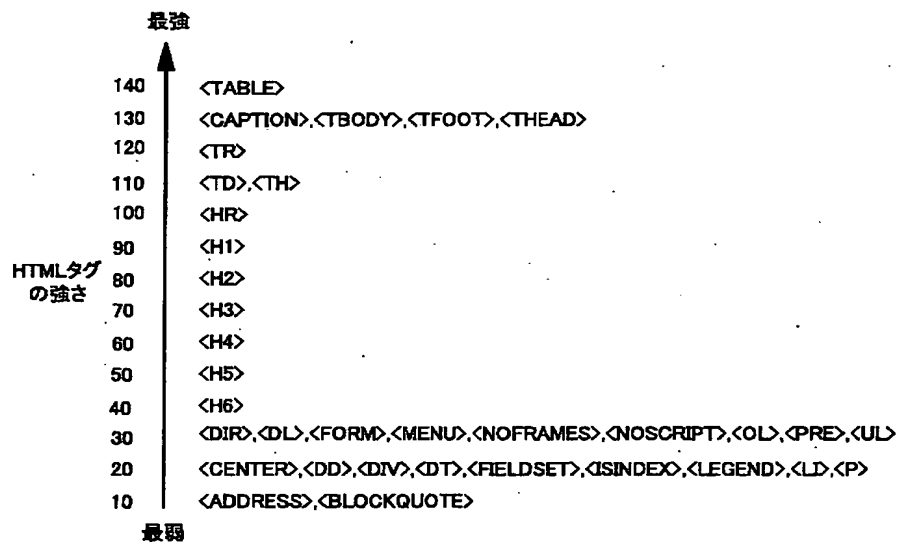 最強
140 <TABLE>
130 <CAPTION>,<TBODY>,<TFOOT>,<THEAD>
120 <TR>
110 <TD>,<TH>
100 <HR>
90 <H1>
HTMLタグ
の強さ
80 <H2>
70 <H3>
60 <H4>
50 <H5>
40 <H6>
30 <DIR>,<DL>,<FORM>,<MENU>,<NOFRAMES>,<NOSCRIPT>,<OL>,<PRE>,<UL>
20 <CENTER>,<DD>,<DIV>,<DT>,<FIELDSET>,<ISINDEX>,<LEGEND>,<LI>,<P>
10 <ADDRESS>,<BLOCKQUOTE>
最弱